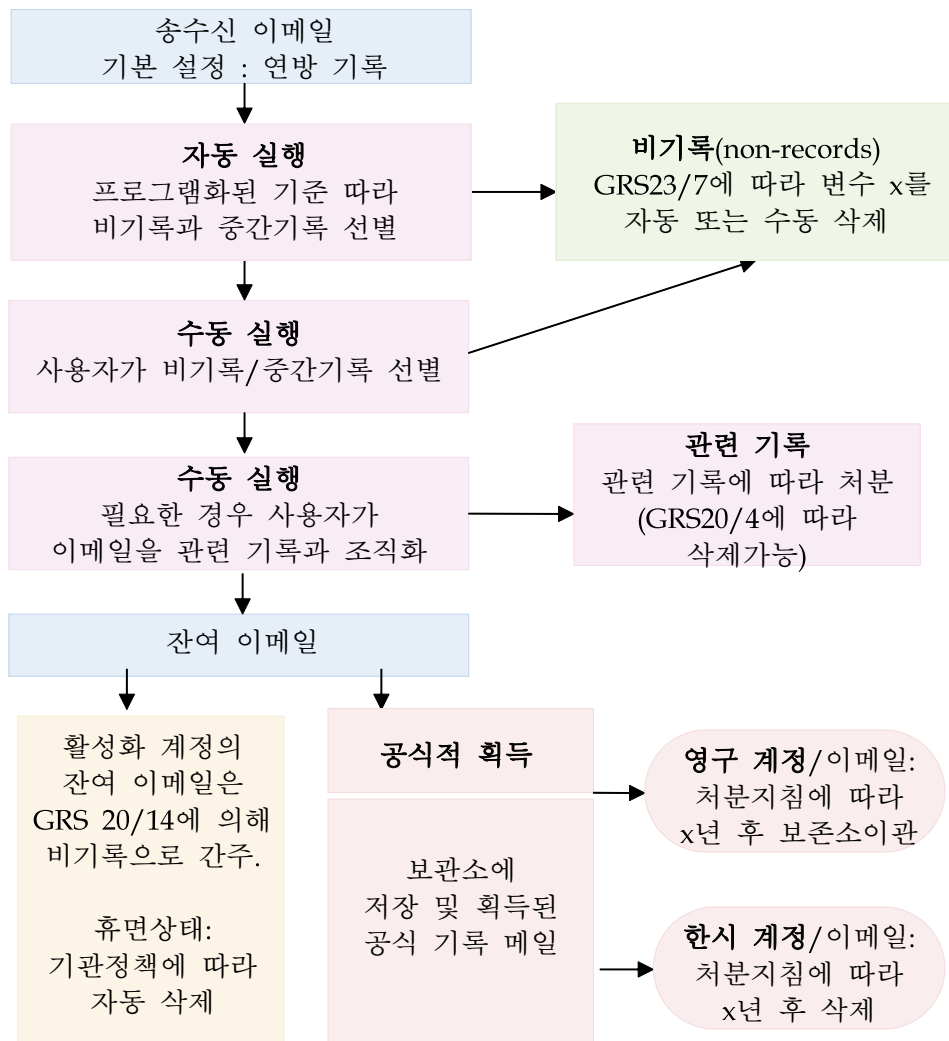 송수신 이메일
기본 설정 : 연방 기록
자동 실행
프로그램화된 기준 따라
비기록과 중간기록 선별
비기록(non-records)
GRS23/7에 따라 변수 x를
자동 또는 수동 삭제
수동 실행
사용자가 비기록/중간기록 선별
수동 실행
필요한 경우 사용자가
이메일을 관련 기록과 조직화
관련 기록
관련 기록에 따라 처분
(GRS20/4에 따라
삭제가능)
잔여 이메일
활성화 계정의
잔여 이메일은
GRS 20/14에 의해
비기록으로 간주.
휴면상태:
기관정책에 따라
자동 삭제
공식적 획득
보관소에
저장 및 획득된
공식 기록 메일
영구 계정/이메일:
처분지침에 따라
x년 후 보존소이관
한시 계정/이메일:
처분지침에 따라
x년 후 삭제